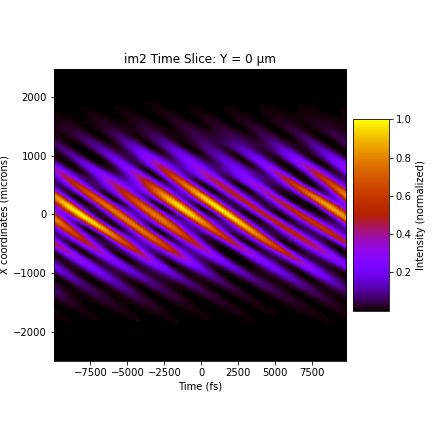 im2 Time Slice: Y = 0 μm
X coordinates (microns)
2000
1000
0
−1000
−2000
−7500 −5000 −2500 0 2500 5000 7500
Time (fs)
1.0
0.8
0.6
0.4
0.2
Intensity (normalized)